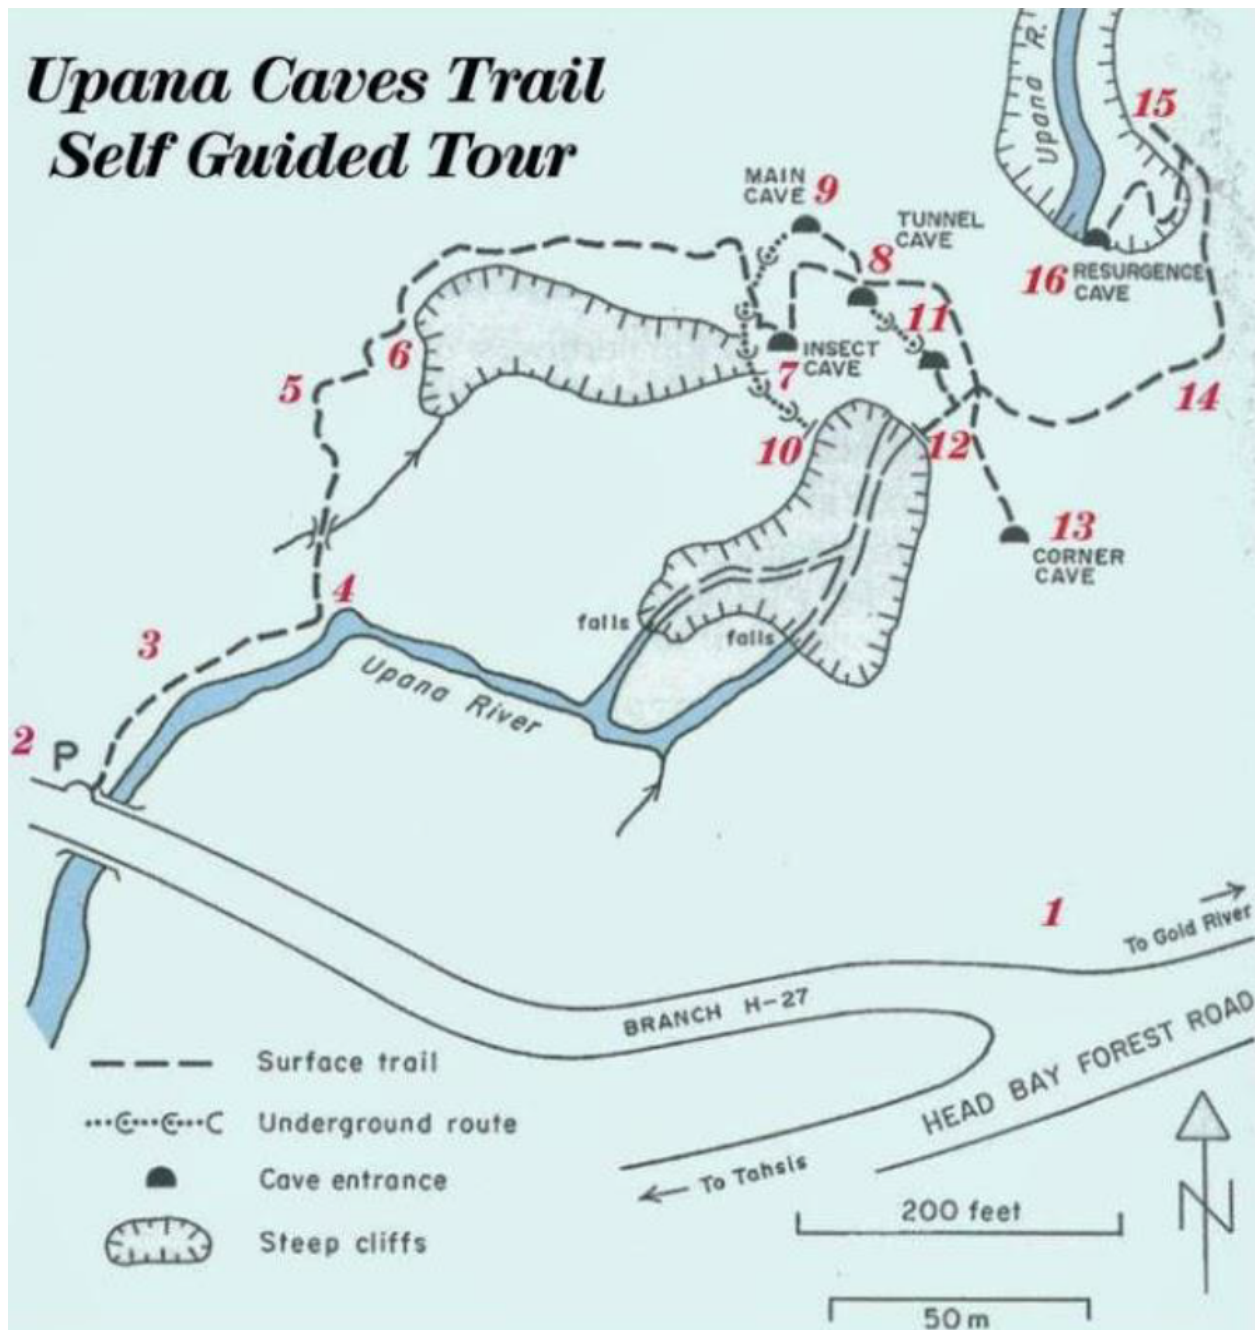 Upana Caves Trail
Self Guided Tour
Upana R.
15
MAIN
CAVE
9
TUNNEL
CAVE
8
16
RESURGENCE
CAVE
11
6
7
INSECT
CAVE
5
14
10
12
13
CORNER
CAVE
4
falls
falls
3
Upana River
2
P
1
To Gold River
BRANCH H-27
HEAD BAY FOREST ROAD
To Tahsis
Surface trail
Underground route
Cave entrance
Steep cliffs
200 feet
50 m
N